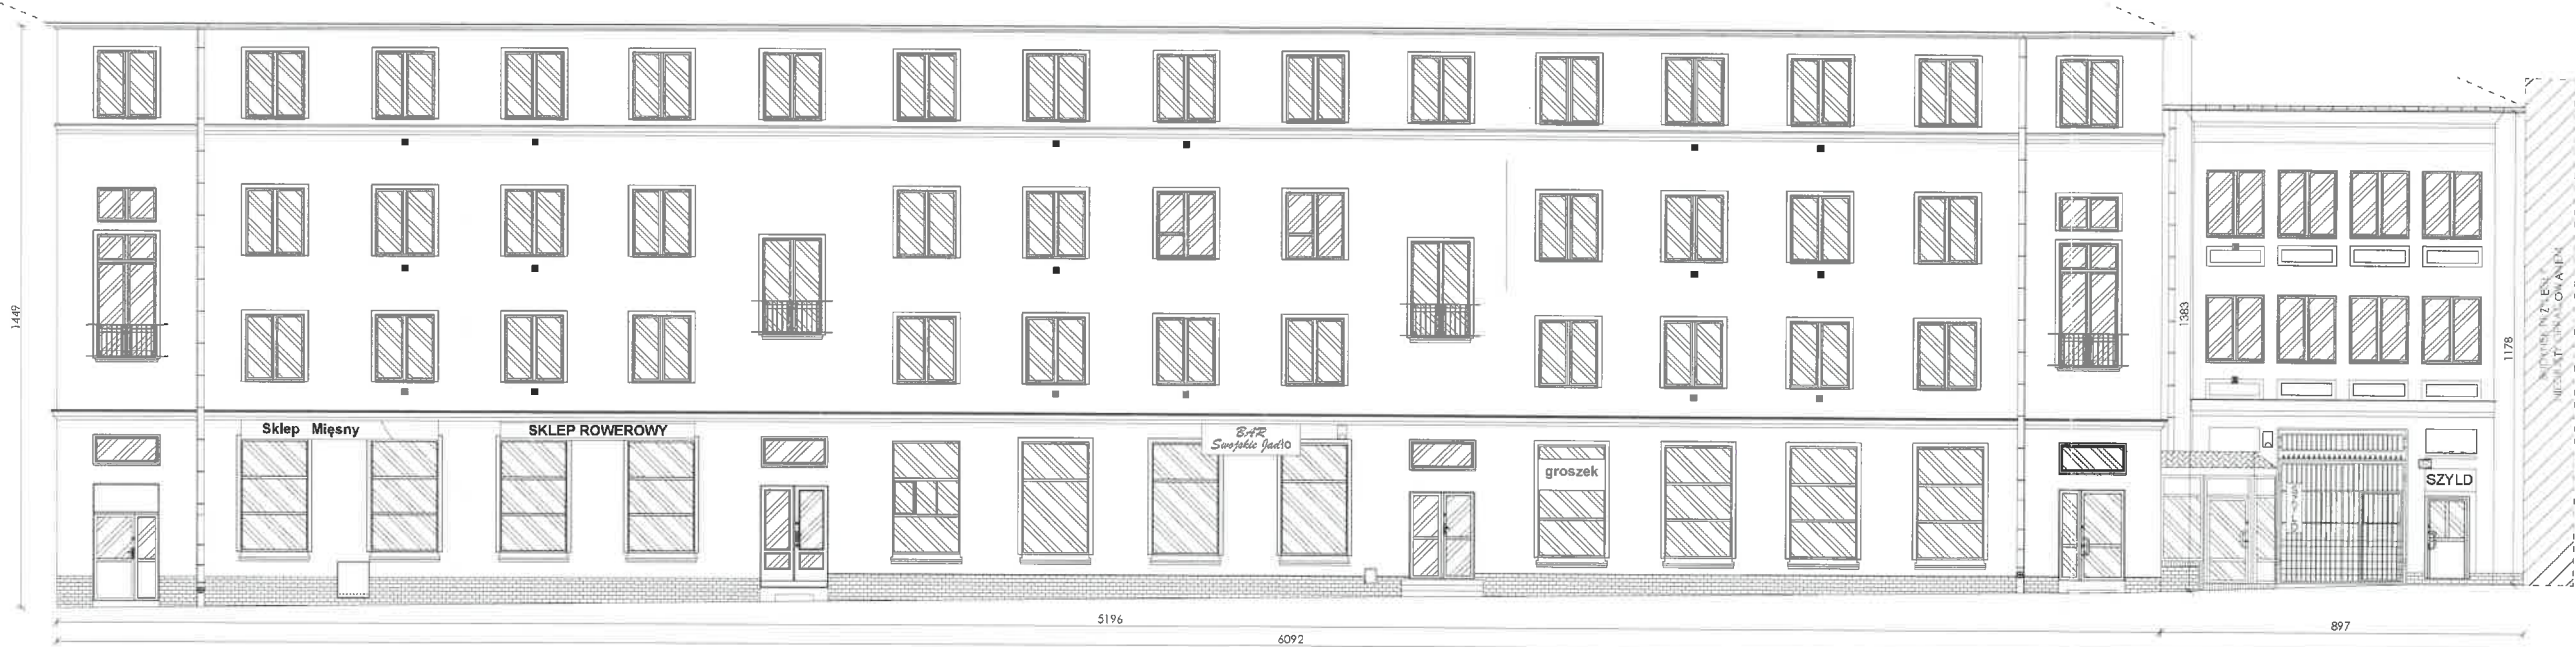 1449
Sklep Mięsny
SKLEP ROWEROWY
BAR
Swojskie Jadło
groszek
1383
1178
SZYLD
5196
897
6092